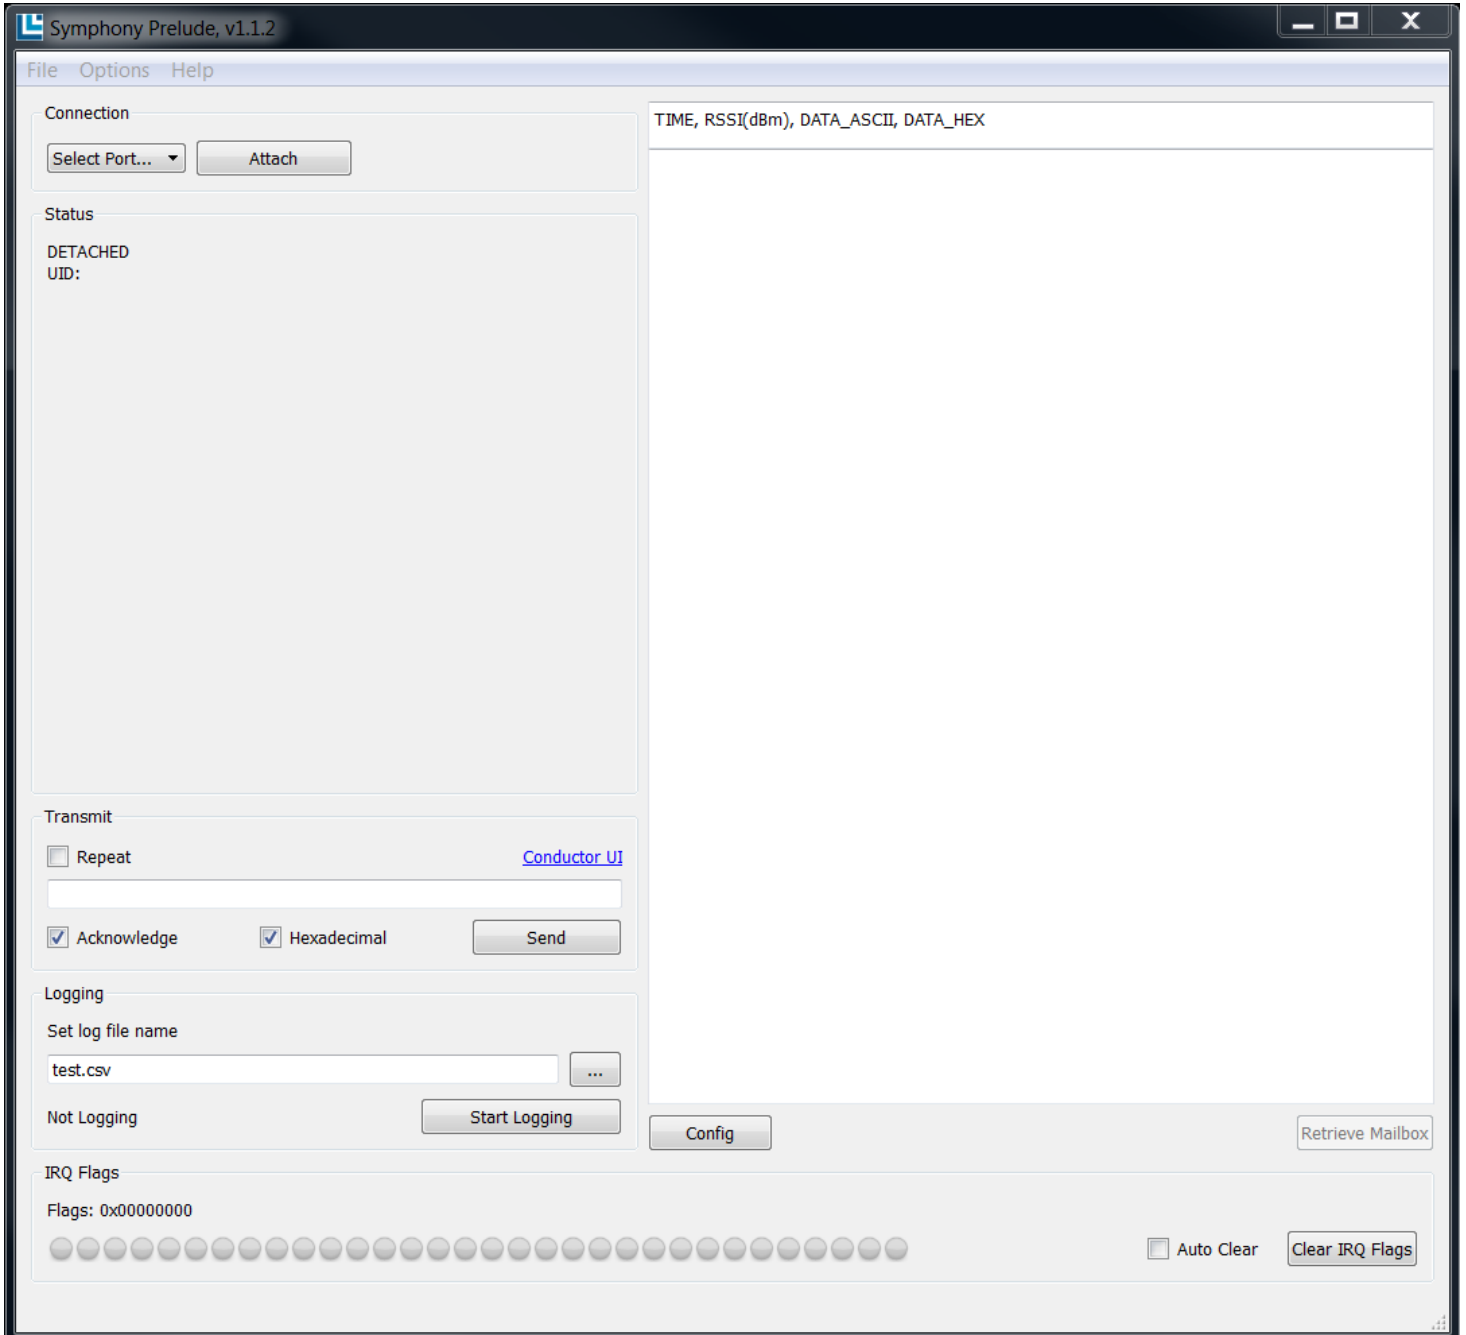 Symphony Prelude, v1.1.2
File Options Help
Connection
Select Port... Attach
Status
DETACHED
UID:
Transmit
Repeat Conductor UI
Acknowledge Hexadecimal Send
Logging
Set log file name
test.csv ...
Not Logging Start Logging
TIME, RSSI(dBm), DATA_ASCII, DATA_HEX
Config Retrieve Mailbox
IRQ Flags
Flags: 0x00000000
Auto Clear Clear IRQ Flags